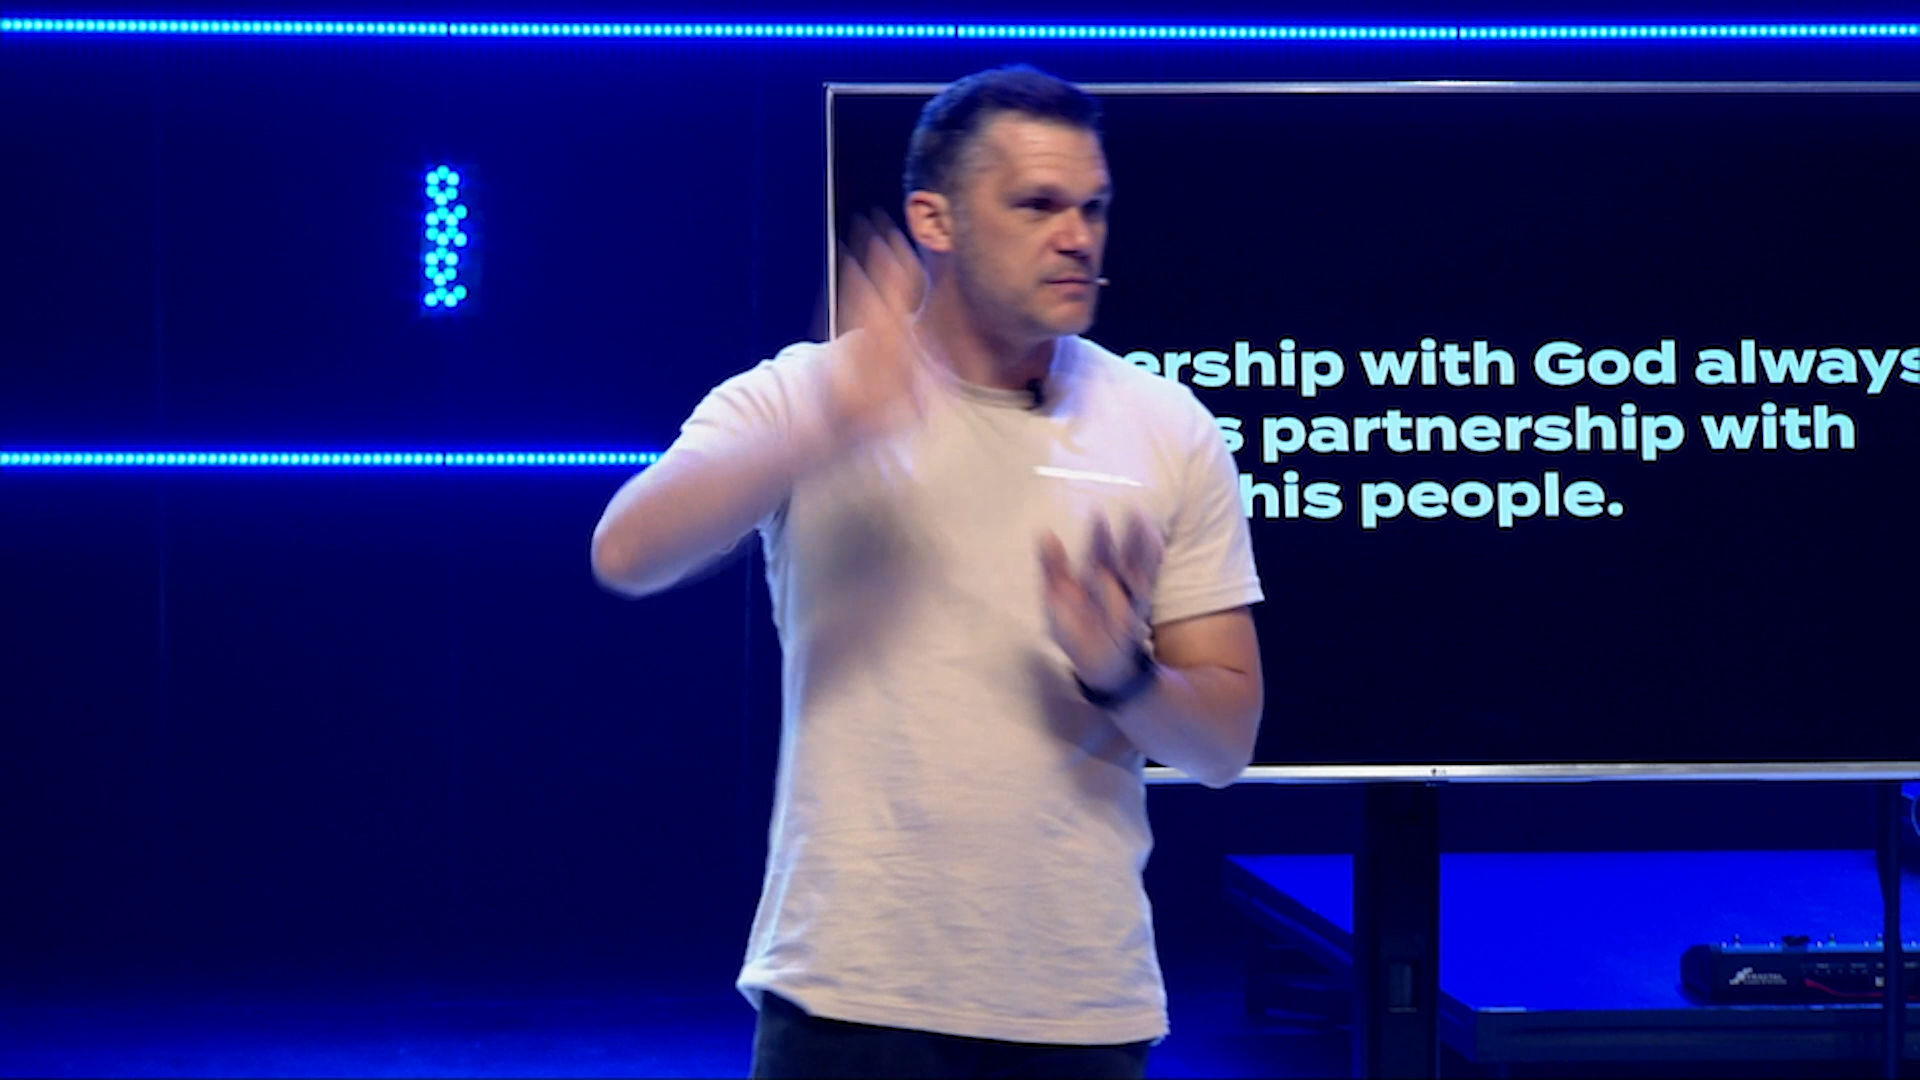 ership with God always
s partnership with
his people.